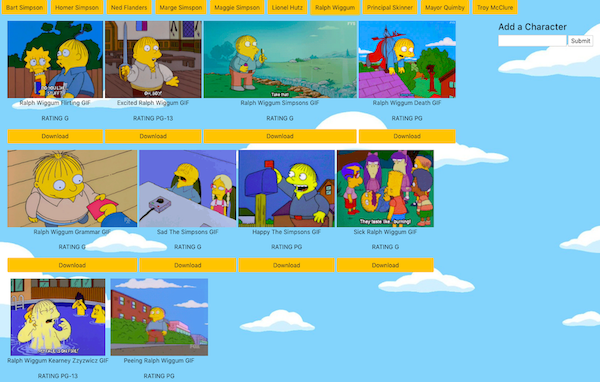 Bart Simpson Homer Simpson Ned Flanders Marge Simspon Maggie Simpson Lionel Hutz Ralph Wiggum Principal Skinner Mayor Quimby Troy McClure
Add a Character
Submit
Take that
Ralph Wiggum Flirting GIF Excited Ralph Wiggum GIF Ralph Wiggum Simpsons GIF Ralph Wiggum Death GIF
RATING G RATING PG-13 RATING G RATING PG
Download Download Download Download
They taste like... burning!
Ralph Wiggum Grammar GIF Sad The Simpsons GIF Happy The Simpsons GIF Sick Ralph Wiggum GIF
RATING G RATING G RATING PG RATING G
Download Download Download Download
Ralph Wiggum Kearney Zzyzwicz GIF Peeing Ralph Wiggum GIF
RATING PG-13 RATING PG